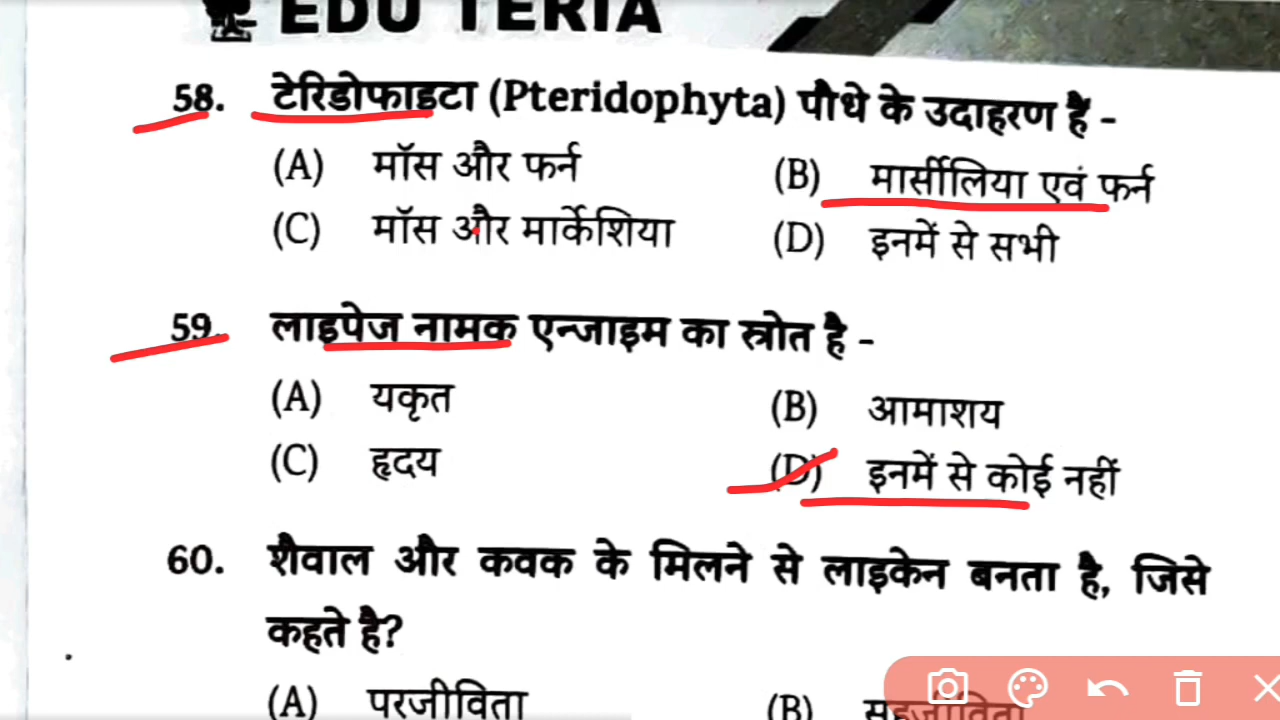 EDU TERIA
58. टेरिडोफाइटा (Pteridophyta) पौधे के उदाहरण हैं -
(A) मॉस और फर्न (B) मार्सीलिया एवं फर्न
(C) मॉस और मार्केशिया (D) इनमें से सभी
59. लाइपेज नामक एन्जाइम का स्रोत है -
(A) यकृत (B) आमाशय
(C) हृदय (D) इनमें से कोई नहीं
60. शैवाल और कवक के मिलने से लाइकेन बनता है, जिसे
कहते है?
(A) परजीविता (B) सहजीविता